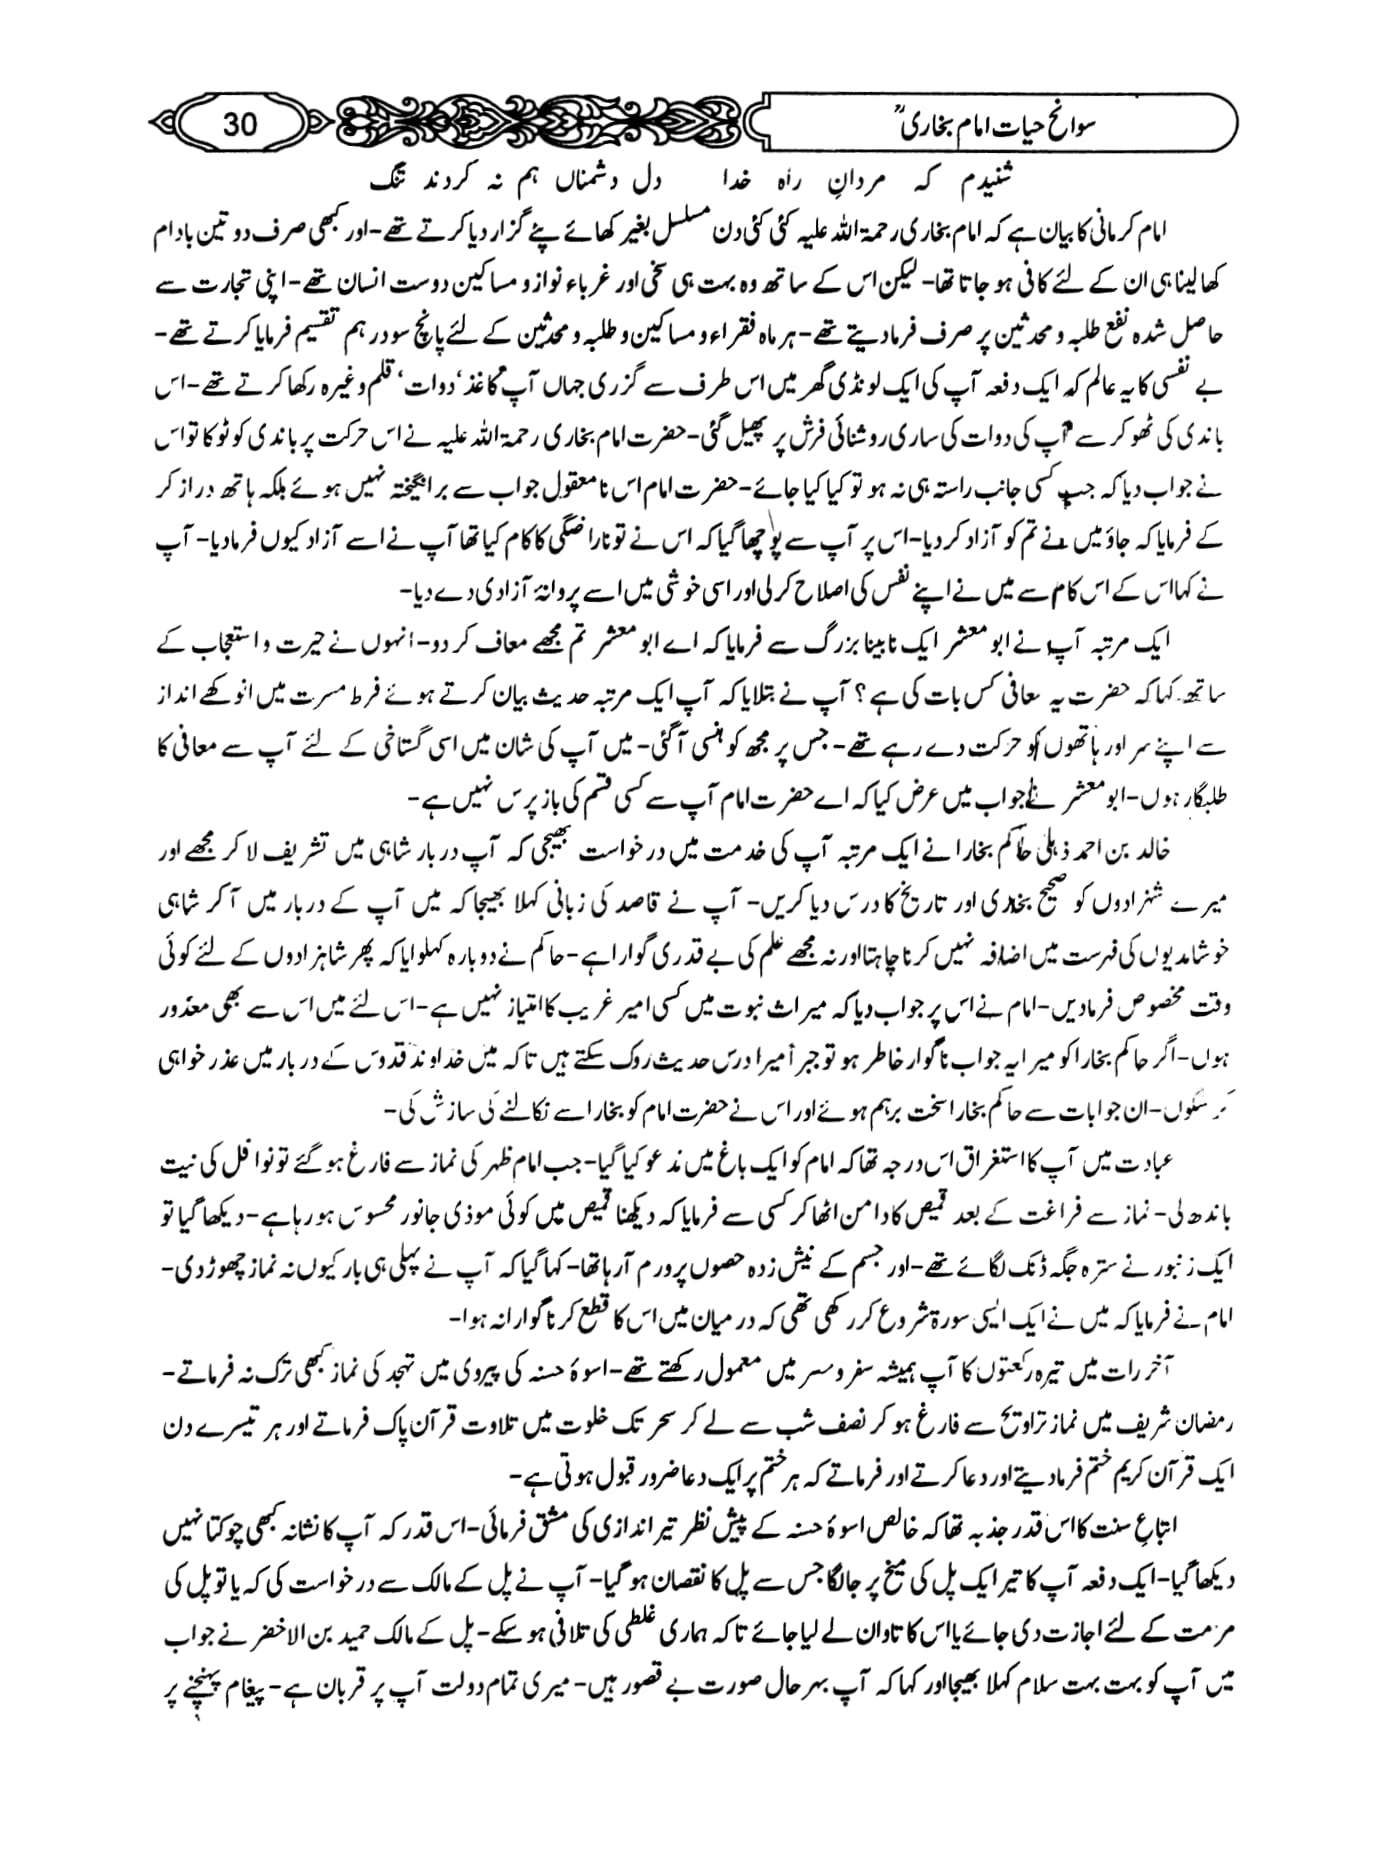 سوانح حیات امام بخاریؒ
30
شنیدم کہ مردانِ راہ خدا دل دشمناں ہم نہ کردند تنگ
امام کرمانی کا بیان ہے کہ امام بخاری رحمۃ اللہ علیہ کئی کئی دن مسلسل بغیر کھائے پئے گزار دیا کرتے تھے-اور کبھی صرف دو تین بادام
کھا لینا ہی ان کے لئے کافی ہو جاتا تھا- لیکن اس کے ساتھ وہ بہت ہی سخی اور غرباء نواز و مساکین دوست انسان تھے-اپنی تجارت سے
حاصل شدہ نفع طلبہ و محدثین پر صرف فرما دیتے تھے-ہر ماہ فقراء و مساکین و طلبہ و محدثین کے لئے پانچ سو درہم تقسیم فرمایا کرتے تھے-
بے نفسی کا یہ عالم کہ ایک دفعہ آپ کی ایک لونڈی گھر میں اس طرف سے گزری جہاں آپ کاغذ' دوات' قلم وغیرہ رکھا کرتے تھے-اس
باندی کی ٹھوکر سے آپ کی دوات کی ساری روشنائی فرش پر پھیل گئی-حضرت امام بخاری رحمۃ اللہ علیہ نے اس حرکت پر باندی کو ٹوکا تو اس
نے جواب دیا کہ جب کسی جانب راستہ ہی نہ ہو تو کیا کیا جائے-حضرت امام اس نامعقول جواب سے برانگیختہ نہیں ہوئے بلکہ ہاتھ دراز کر
کے فرمایا کہ جاؤ میں نے تم کو آزاد کر دیا-اس پر آپ سے پوچھا گیا کہ اس نے تو ناراضگی کا کام کیا تھا آپ نے اسے آزاد کیوں فرما دیا- آپ
نے کہا اس کے اس کام سے میں نے اپنے نفس کی اصلاح کر لی اور اسی خوشی میں اسے پروانۂ آزادی دے دیا-
ایک مرتبہ آپ نے ابو معشر ایک نابینا بزرگ سے فرمایا کہ اے ابو معشر تم مجھے معاف کر دو-انہوں نے حیرت و استعجاب کے
ساتھ کہا کہ حضرت یہ معافی کس بات کی ہے؟ آپ نے بتلایا کہ آپ ایک مرتبہ حدیث بیان کرتے ہوئے فرط مسرت میں انوکھے انداز
سے اپنے سر اور ہاتھوں کو حرکت دے رہے تھے- جس پر مجھ کو ہنسی آ گئی- میں آپ کی شان میں اسی گستاخی کے لئے آپ سے معافی کا
طلبگار ہوں-ابو معشر نے جواب میں عرض کیا کہ اے حضرت امام آپ سے کسی قسم کی باز پرس نہیں ہے-
خالد بن احمد ذہلی حاکم بخارا نے ایک مرتبہ آپ کی خدمت میں درخواست بھیجی کہ آپ دربار شاہی میں تشریف لا کر مجھے اور
میرے شہزادوں کو صحیح بخاری اور تاریخ کا درس دیا کریں- آپ نے قاصد کی زبانی کہلا بھیجا کہ میں آپ کے دربار میں آ کر شاہی
خوشامدیوں کی فہرست میں اضافہ نہیں کرنا چاہتا اور نہ مجھے علم کی بے قدری گوارا ہے-حاکم نے دوبارہ کہلوایا کہ پھر شاہزادوں کے لئے کوئی
وقت مخصوص فرما دیں-امام نے اس پر جواب دیا کہ میراث نبوت میں کسی امیر غریب کا امتیاز نہیں ہے-اس لئے میں اس سے بھی معذور
ہوں-اگر حاکم بخارا کو میرا یہ جواب ناگوار خاطر ہو تو جبراً میرا درس حدیث روک سکتے ہیں تاکہ میں خداوند قدوس کے دربار میں عذر خواہی
کر سکوں-ان جوابات سے حاکم بخارا سخت برہم ہوئے اور اس نے حضرت امام کو بخارا سے نکالنے کی سازش کی-
عبادت میں آپ کا استغراق اس درجہ تھا کہ امام کو ایک باغ میں مدعو کیا گیا-جب امام ظہر کی نماز سے فارغ ہو گئے تو نوافل کی نیت
باندھ لی- نماز سے فراغت کے بعد قمیص کا دامن اٹھا کر کسی سے فرمایا کہ دیکھنا قمیص میں کوئی موذی جانور محسوس ہو رہا ہے-دیکھا گیا تو
ایک زنبور نے سترہ جگہ ڈنک لگائے تھے-اور جسم کے نیش زدہ حصوں پر ورم آ رہا تھا-کہا گیا کہ آپ نے پہلی ہی بار کیوں نہ نماز چھوڑ دی-
امام نے فرمایا کہ میں نے ایک ایسی سورۃ شروع کر رکھی تھی کہ درمیان میں اس کا قطع کرنا گوارا نہ ہوا-
آخر رات میں تیرہ رکعتوں کا آپ ہمیشہ سفر و سر میں معمول رکھتے تھے-اسوۂ حسنہ کی پیروی میں تہجد کی نماز کبھی ترک نہ فرماتے-
رمضان شریف میں نماز تراویح سے فارغ ہو کر نصف شب سے لے کر سحر تک خلوت میں تلاوت قرآن پاک فرماتے اور ہر تیسرے دن
ایک قرآن کریم ختم فرما دیتے اور دعا کرتے اور فرماتے کہ ہر ختم پر ایک دعا ضرور قبول ہوتی ہے-
اتباعِ سنت کا اس قدر جذبہ تھا کہ خالص اسوۂ حسنہ کے پیش نظر تیر اندازی کی مشق فرمائی-اس قدر کہ آپ کا نشانہ کبھی چوکتا نہیں
دیکھا گیا-ایک دفعہ آپ کا تیر ایک پل کی میخ پر جا لگا جس سے پل کا نقصان ہو گیا- آپ نے پل کے مالک سے درخواست کی کہ یا تو پل کی
مرمت کے لئے اجازت دی جائے یا اس کا تاوان لے لیا جائے تاکہ ہماری غلطی کی تلافی ہو سکے- پل کے مالک حمید بن الاخضر نے جواب
میں آپ کو بہت بہت سلام کہلا بھیجا اور کہا کہ آپ بہر حال صورت بے قصور ہیں-میری تمام دولت آپ پر قربان ہے- پیغام پہنچنے پر